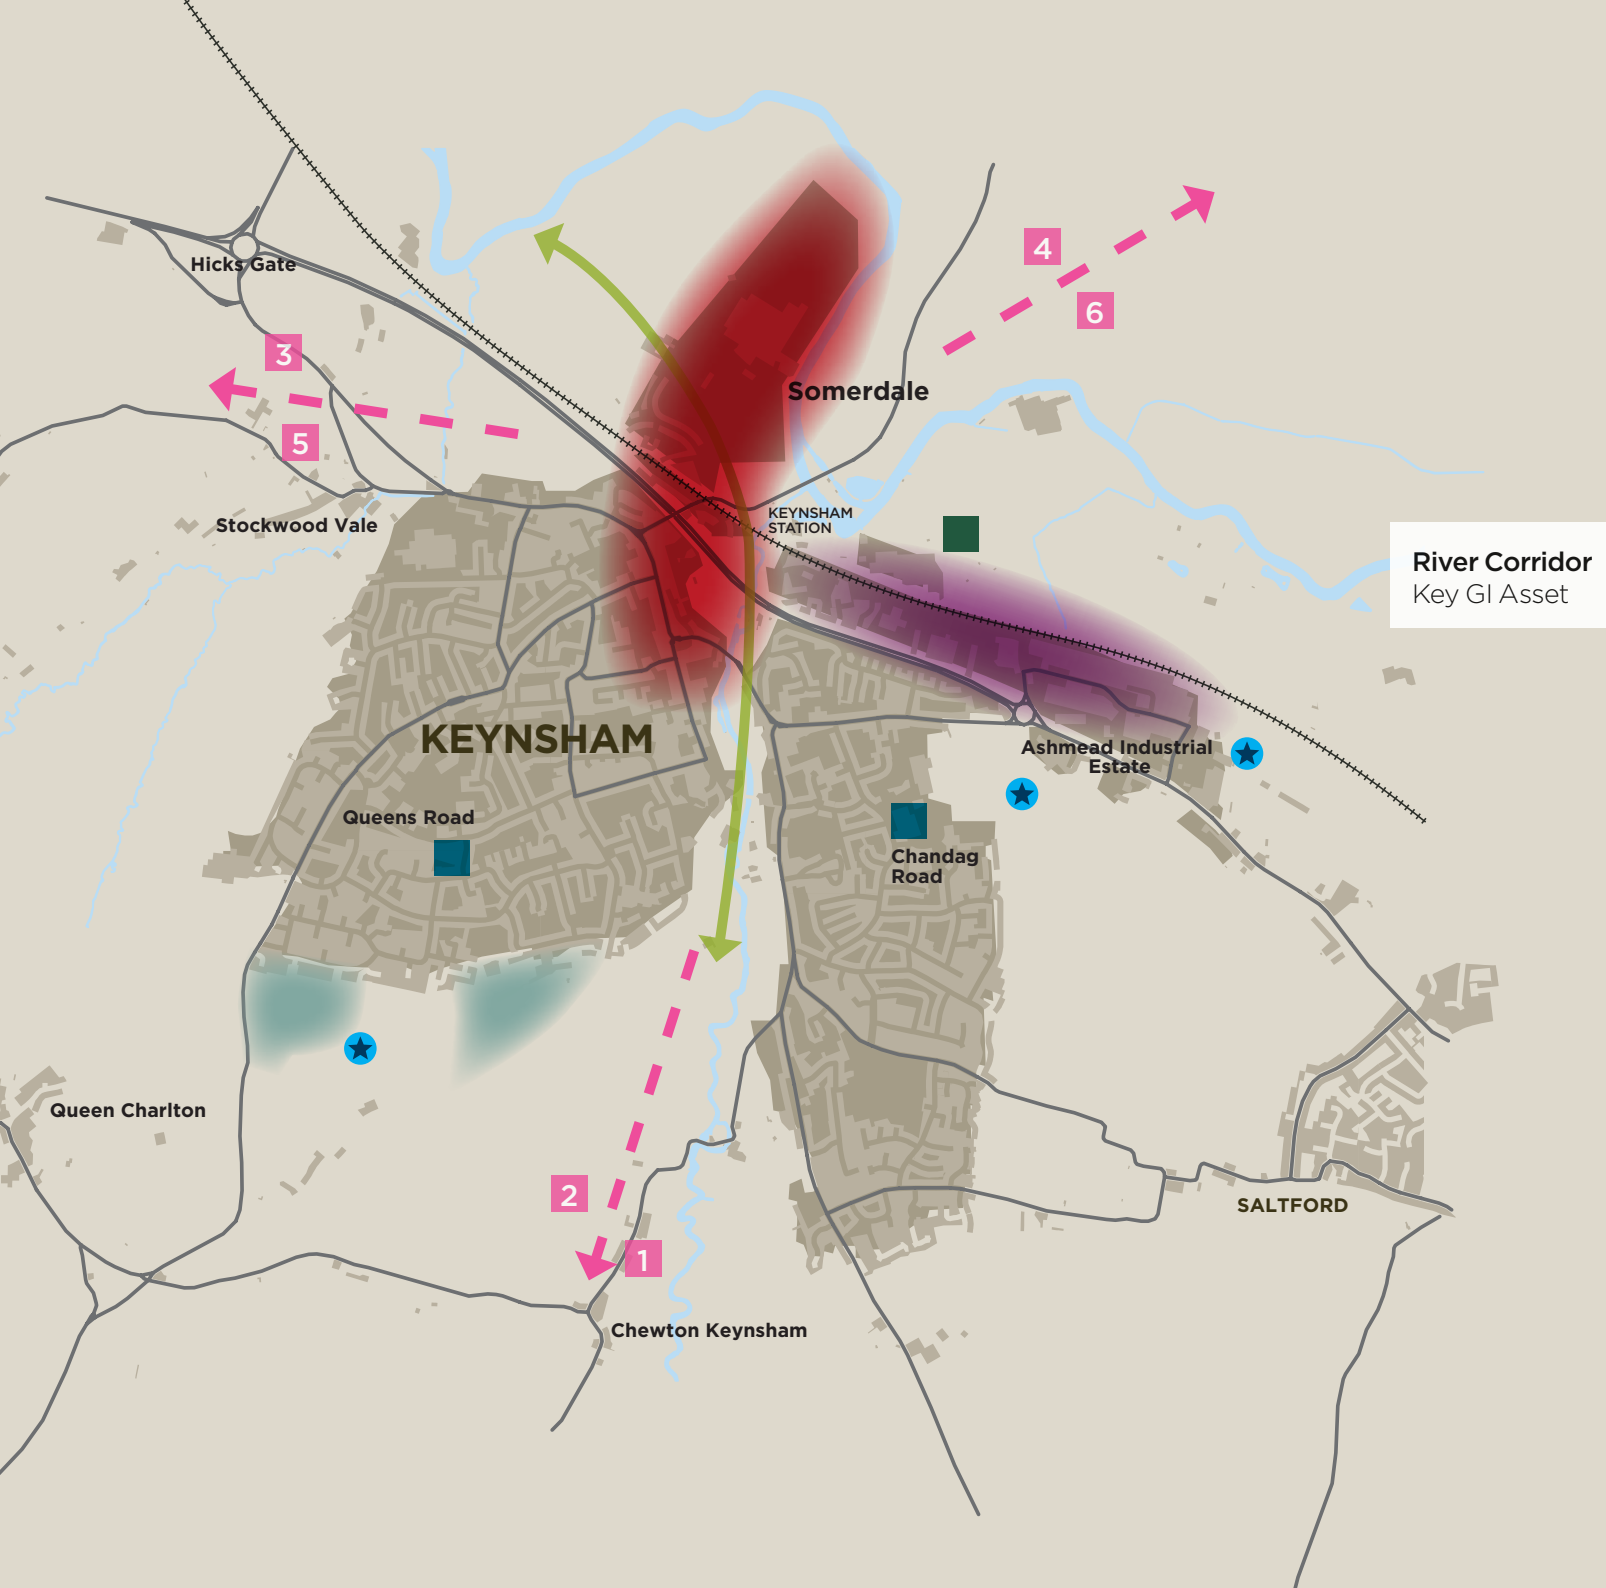 4
Hicks Gate
6
3
Somerdale
5
KEYNSHAM
STATION
Stockwood Vale
River Corridor
Key GI Asset
KEYNSHAM
Ashmead Industrial
Estate
Queens Road
Chandag
Road
Queen Charlton
2
SALTFORD
1
Chewton Keynsham